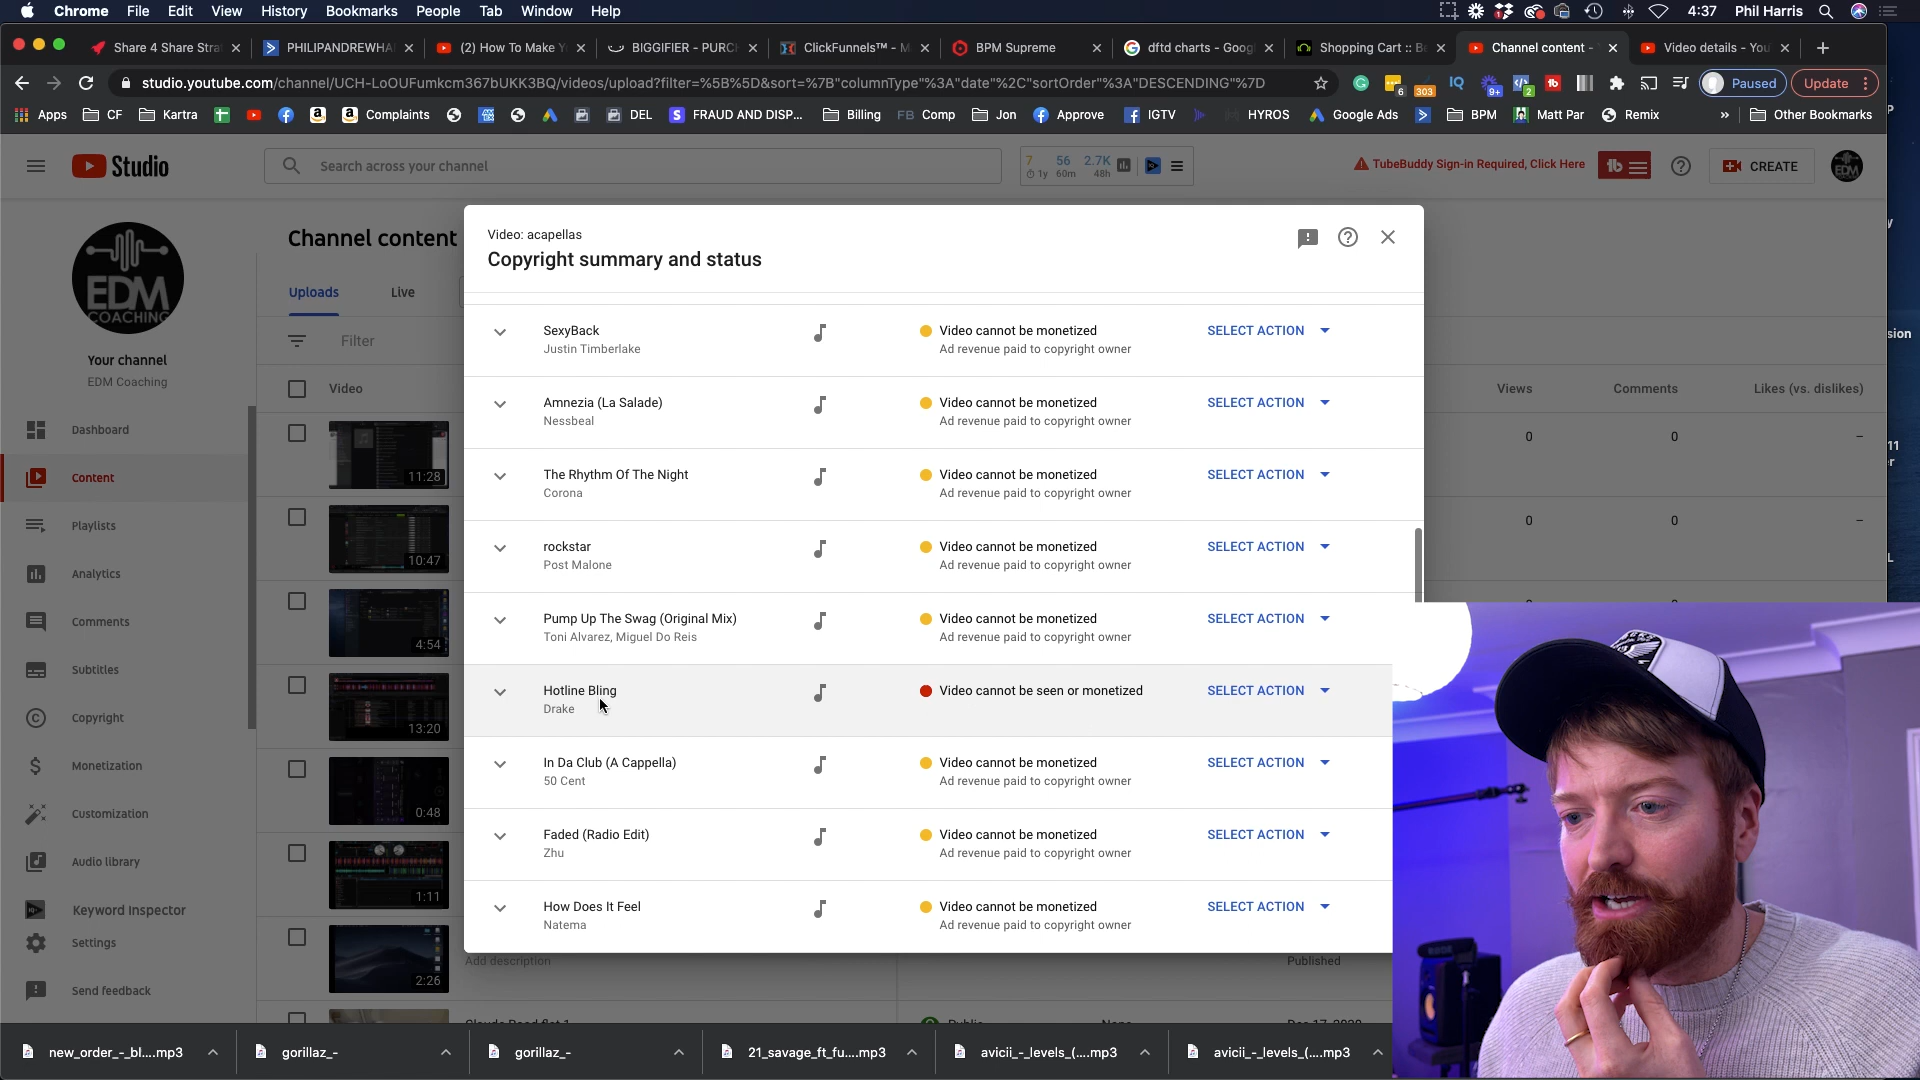 Chrome File Edit View History Bookmarks People Tab Window Help 4:37 Phil Harris
Share 4 Share Stra PHILIPANDREWHA (2) How To Make Y BIGGIFIER - PURC ClickFunnels™ - M BPM Supreme dftd charts - Goog Shopping Cart :: B Channel content - Video details - You
studio.youtube.com/channel/UCH-LoOUFumkcm367bUKK3BQ/videos/upload?filter=%5B%5D&sort=%7B"columnType"%3A"date"%2C"sortOrder"%3A"DESCENDING"%7D 6 303 9+ 2 Paused Update
Apps CF Kartra Complaints DEL FRAUD AND DISP... Billing FB Comp Jon Approve IGTV HYROS Google Ads BPM Matt Par Remix » Other Bookmarks
Studio Search across your channel 7 56 2.7K TubeBuddy Sign-in Required, Click Here tb CREATE
1y 60m 48h
EDM
COACHING
Your channel
EDM Coaching
Dashboard
Content
Playlists
Analytics
Comments
Subtitles
Copyright
Monetization
Customization
Audio library
Keyword Inspector
Settings
Send feedback
Channel content
Uploads Live
Filter
Video Views Comments Likes (vs. dislikes)
11:28 0 0 –
10:47 0 0 –
4:54
13:20
0:48
1:11
2:26
Video: acapellas
Copyright summary and status
SexyBack Video cannot be monetized SELECT ACTION
Justin Timberlake Ad revenue paid to copyright owner
Amnezia (La Salade) Video cannot be monetized SELECT ACTION
Nessbeal Ad revenue paid to copyright owner
The Rhythm Of The Night Video cannot be monetized SELECT ACTION
Corona Ad revenue paid to copyright owner
rockstar Video cannot be monetized SELECT ACTION
Post Malone Ad revenue paid to copyright owner
Pump Up The Swag (Original Mix) Video cannot be monetized SELECT ACTION
Toni Alvarez, Miguel Do Reis Ad revenue paid to copyright owner
Hotline Bling Video cannot be seen or monetized SELECT ACTION
Drake
In Da Club (A Cappella) Video cannot be monetized SELECT ACTION
50 Cent Ad revenue paid to copyright owner
Faded (Radio Edit) Video cannot be monetized SELECT ACTION
Zhu Ad revenue paid to copyright owner
How Does It Feel Video cannot be monetized SELECT ACTION
Natema Ad revenue paid to copyright owner
Add description Published
RODE
new_order_-_bl....mp3 gorillaz_- gorillaz_- 21_savage_ft_fu....mp3 avicii_-_levels_(....mp3 avicii_-_levels_(....mp3